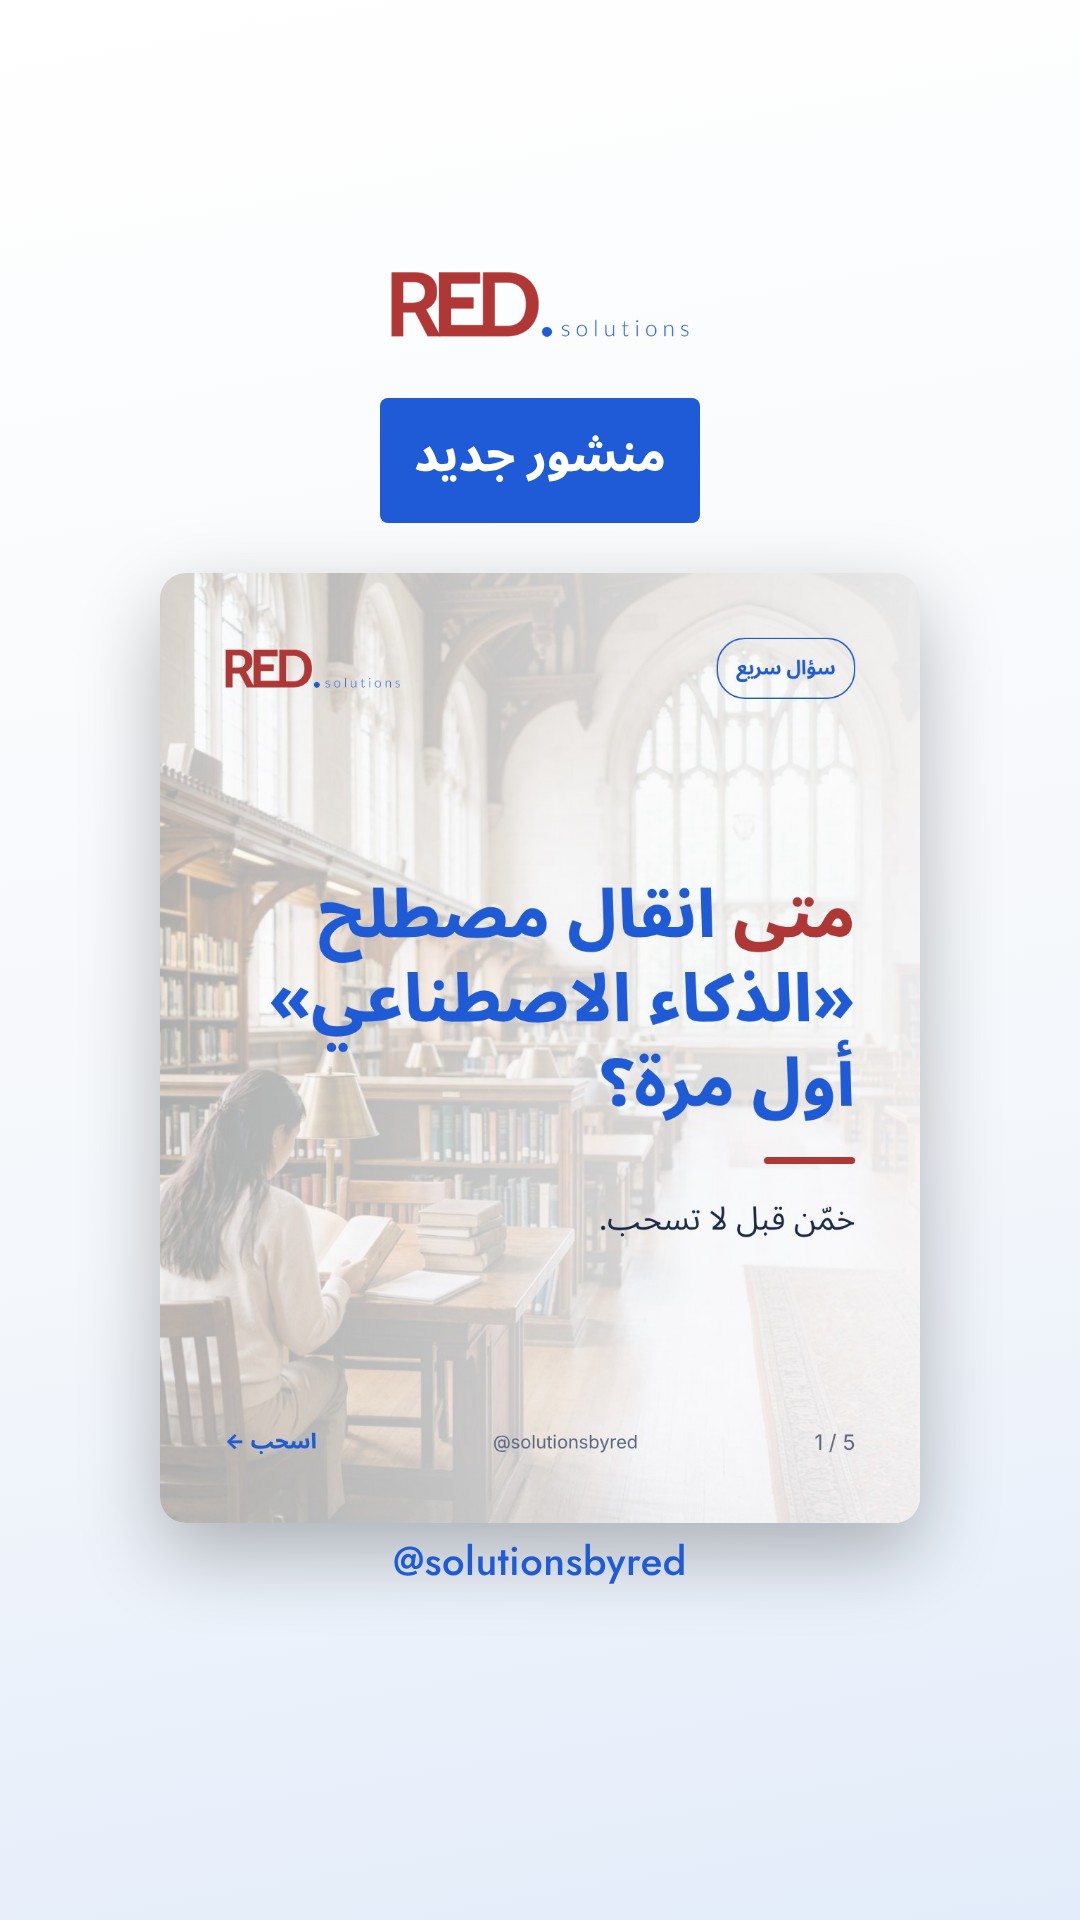 RED.solutions
منشور جديد
RED.solutions
سؤال سريع
متى انقال مصطلح
«الذكاء الاصطناعي»
أول مرة؟
خمّن قبل لا تسحب.
1 / 5
@solutionsbyred
اسحب ←
@solutionsbyred